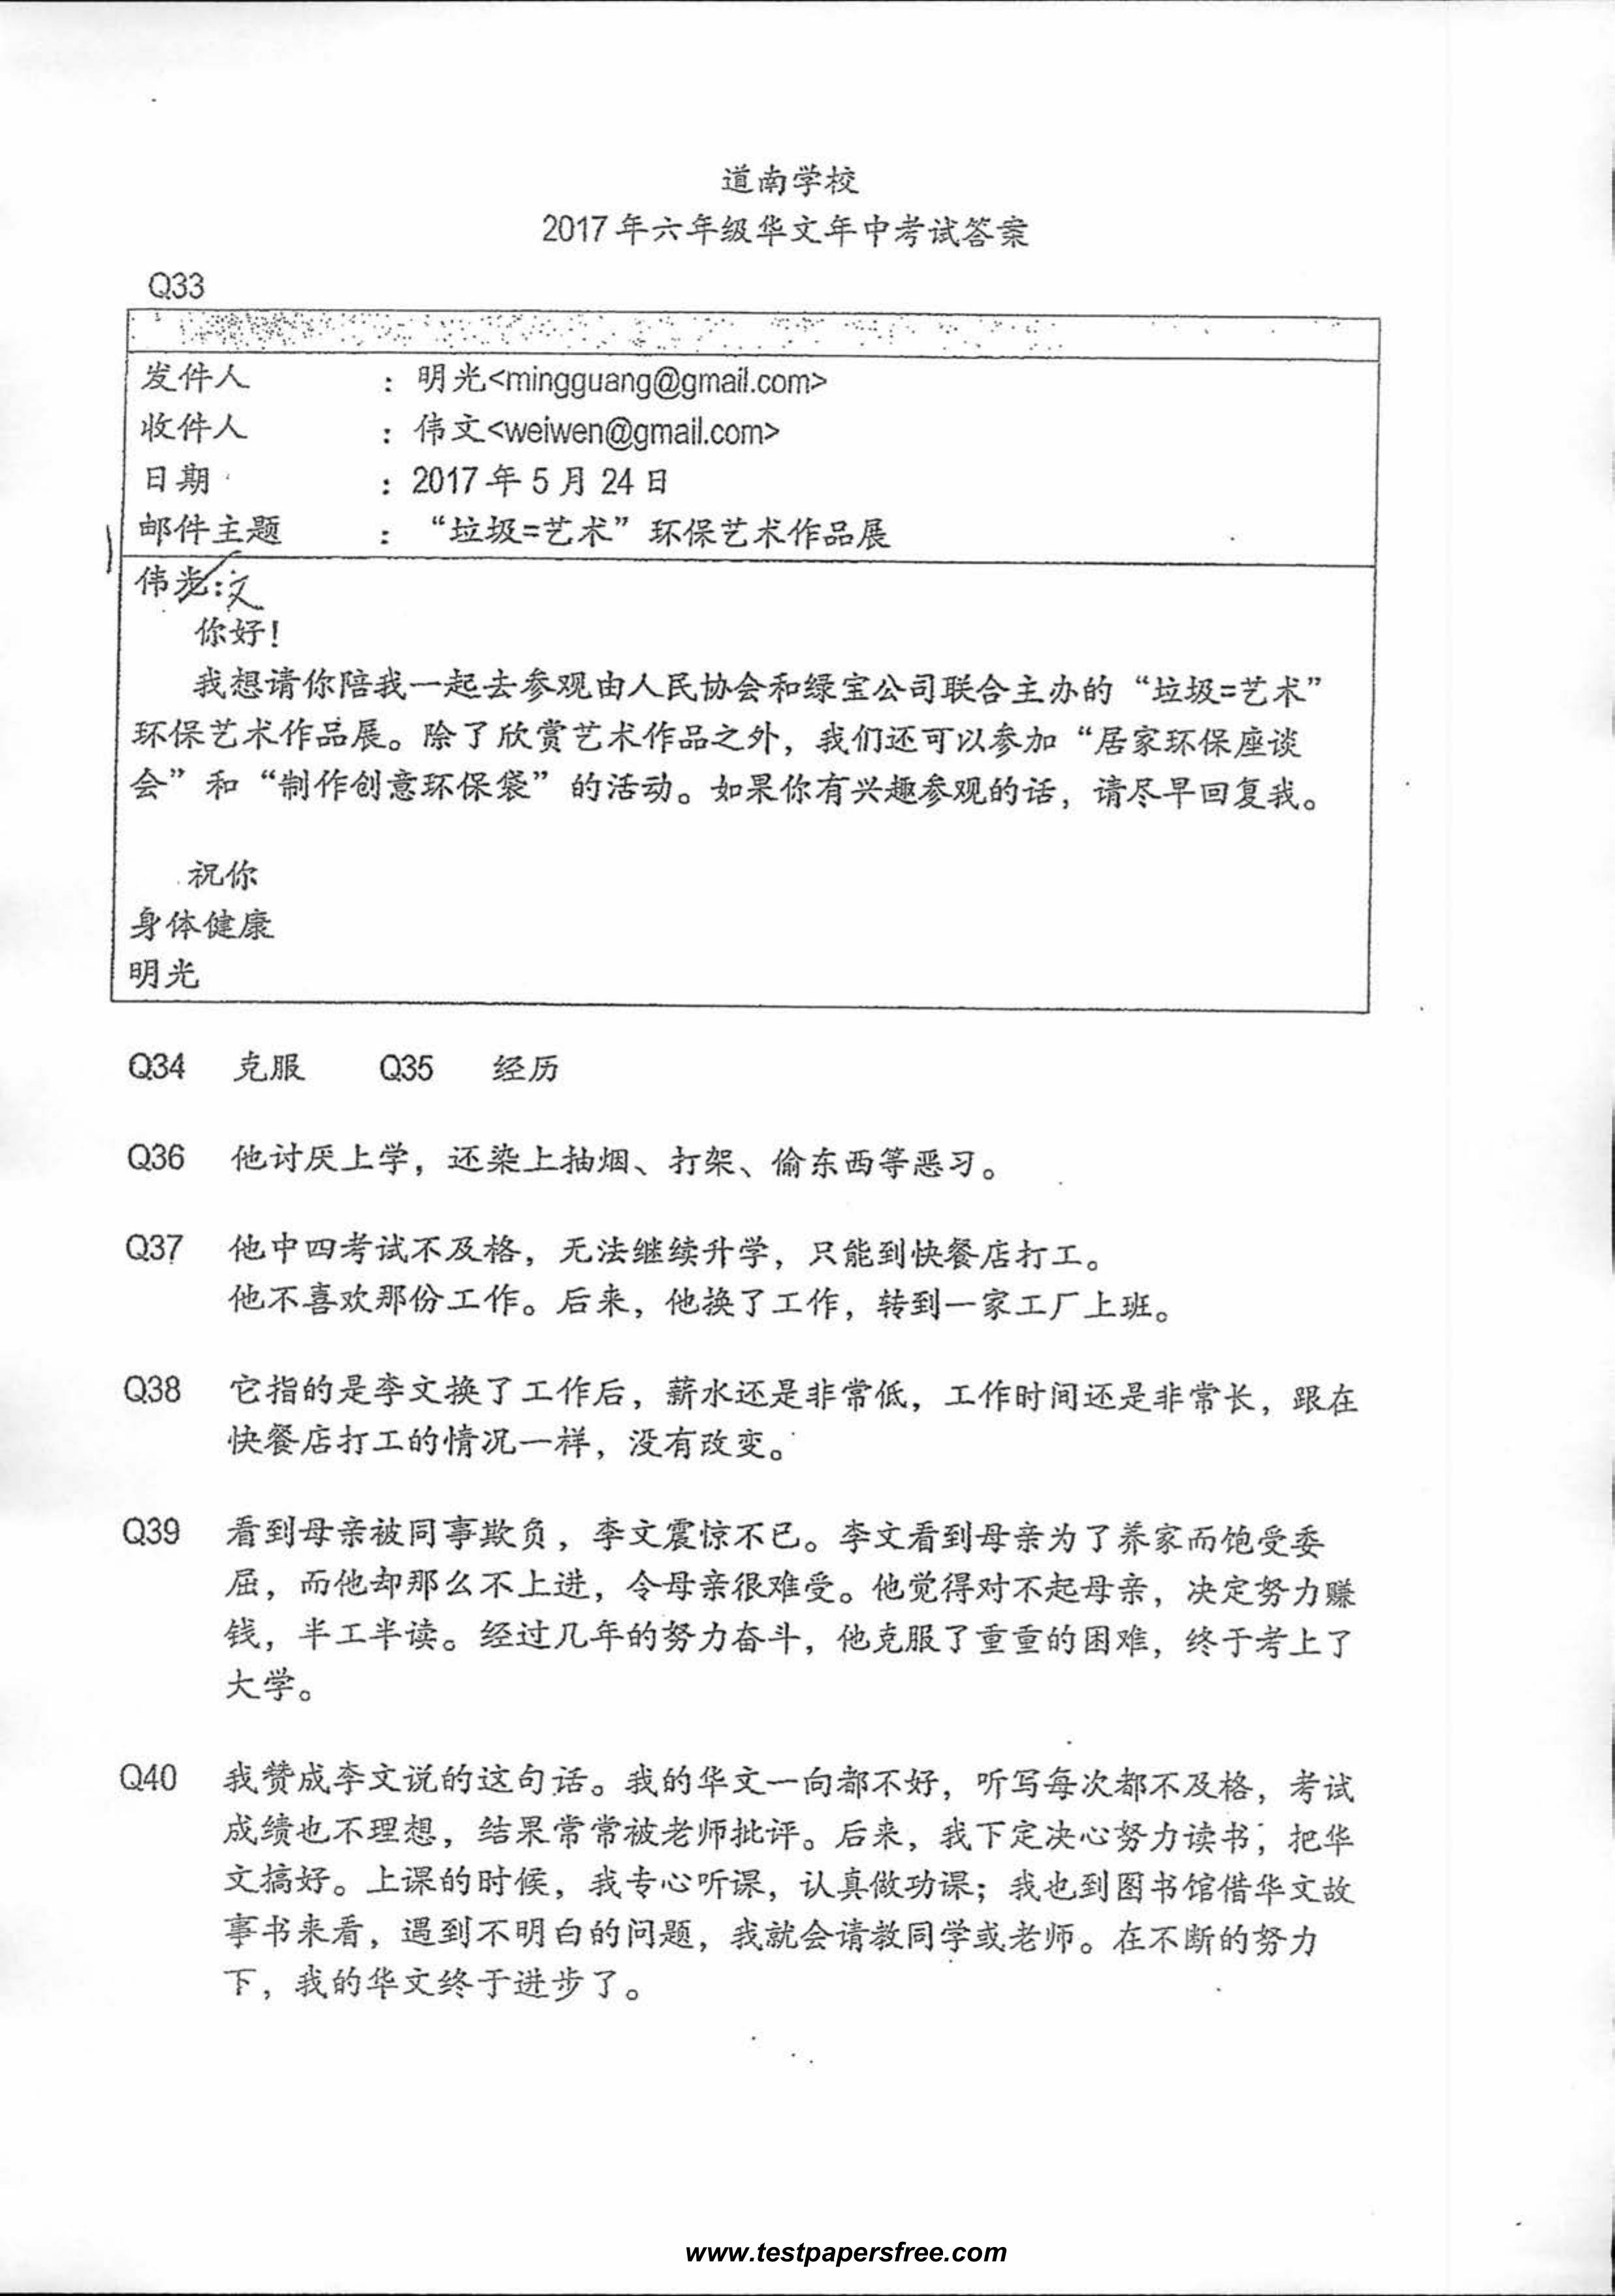 道南学校
2017年六年级华文年中考试答案
Q33
发件人 : 明光<mingguang@gmail.com>
收件人 : 伟文<weiwen@gmail.com>
日期 : 2017年5月24日
邮件主题 : “垃圾=艺术”环保艺术作品展
伟光:文
你好!
我想请你陪我一起去参观由人民协会和绿宝公司联合主办的“垃圾=艺术”
环保艺术作品展。除了欣赏艺术作品之外，我们还可以参加“居家环保座谈
会”和“制作创意环保袋”的活动。如果你有兴趣参观的话，请尽早回复我。
祝你
身体健康
明光
Q34 克服 Q35 经历
Q36 他讨厌上学，还染上抽烟、打架、偷东西等恶习。
Q37 他中四考试不及格，无法继续升学，只能到快餐店打工。
他不喜欢那份工作。后来，他换了工作，转到一家工厂上班。
Q38 它指的是李文换了工作后，薪水还是非常低，工作时间还是非常长，跟在
快餐店打工的情况一样，没有改变。
Q39 看到母亲被同事欺负，李文震惊不已。李文看到母亲为了养家而饱受委
屈，而他却那么不上进，令母亲很难受。他觉得对不起母亲，决定努力赚
钱，半工半读。经过几年的努力奋斗，他克服了重重的困难，终于考上了
大学。
Q40 我赞成李文说的这句话。我的华文一向都不好，听写每次都不及格，考试
成绩也不理想，结果常常被老师批评。后来，我下定决心努力读书，把华
文搞好。上课的时候，我专心听课，认真做功课；我也到图书馆借华文故
事书来看，遇到不明白的问题，我就会请教同学或老师。在不断的努力
下，我的华文终于进步了。
www.testpapersfree.com